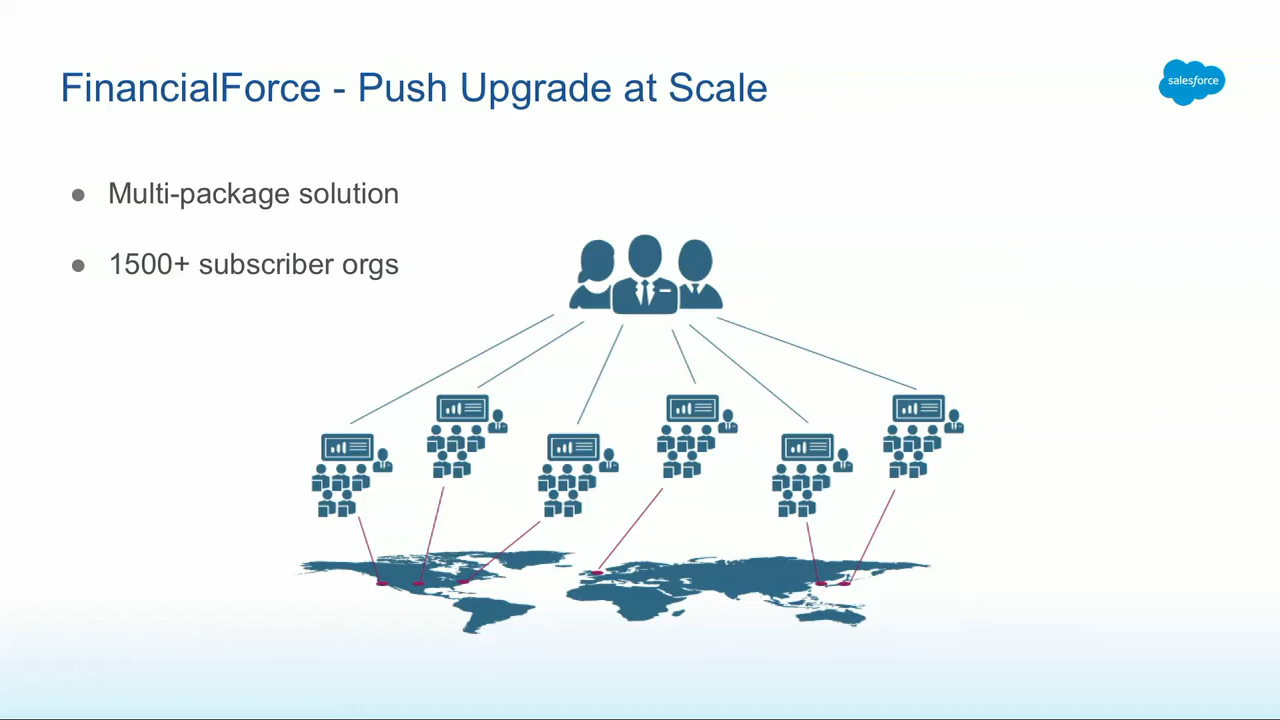 FinancialForce - Push Upgrade at Scale
salesforce
● Multi-package solution
● 1500+ subscriber orgs